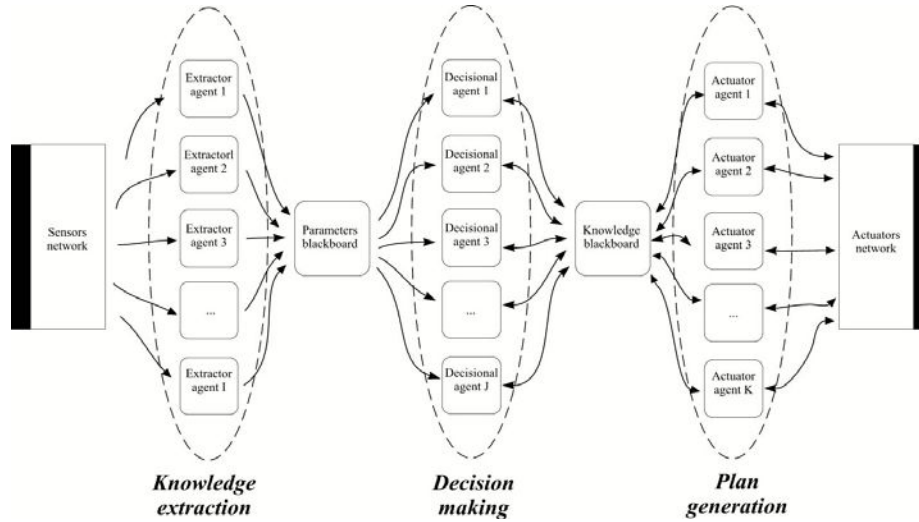 Sensors
network
Extractor
agent 1
Extractorl
agent 2
Extractor
agent 3
...
Extractor
agent I
Knowledge
extraction
Parameters
blackboard
Decisional
agent 1
Decisional
agent 2
Decisional
agent 3
...
Decisional
agent J
Decision
making
Knowledge
blackboard
Actuator
agent 1
Actuator
agent 2
Actuator
agent 3
...
Actuator
agent K
Plan
generation
Actuators
network